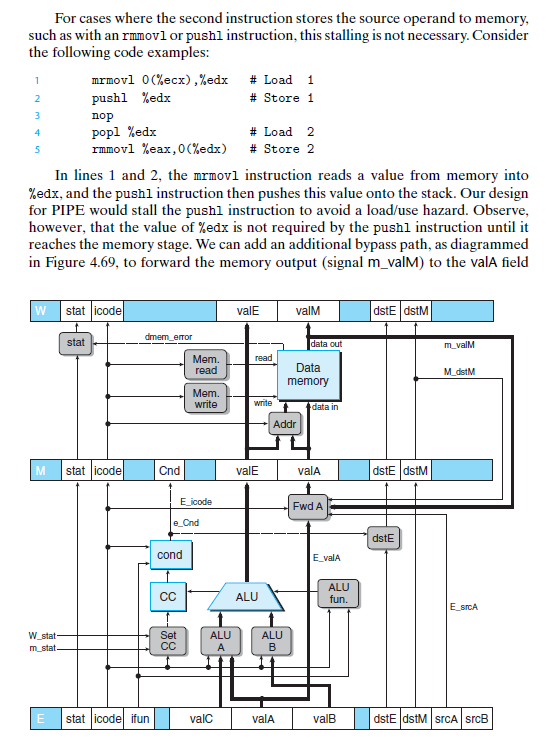 For cases where the second instruction stores the source operand to memory,
such as with an rmmovl or pushl instruction, this stalling is not necessary. Consider
the following code examples:
1 mrmovl 0(%ecx),%edx # Load 1
2 pushl %edx # Store 1
3 nop
4 popl %edx # Load 2
5 rmmovl %eax,0(%edx) # Store 2
In lines 1 and 2, the mrmovl instruction reads a value from memory into
%edx, and the pushl instruction then pushes this value onto the stack. Our design
for PIPE would stall the pushl instruction to avoid a load/use hazard. Observe,
however, that the value of %edx is not required by the pushl instruction until it
reaches the memory stage. We can add an additional bypass path, as diagrammed
in Figure 4.69, to forward the memory output (signal m_valM) to the valA field
W stat icode valE valM dstE dstM
stat
dmem_error
data out
m_valM
Mem.
read
read
Data
memory
M_dstM
Mem.
write
write
data in
Addr
M stat icode Cnd valE valA dstE dstM
E_icode
Fwd A
e_Cnd
dstE
cond
E_valA
CC
ALU
ALU
fun.
E_srcA
W_stat
m_stat
Set
CC
ALU
A
ALU
B
E stat icode ifun valC valA valB dstE dstM srcA srcB